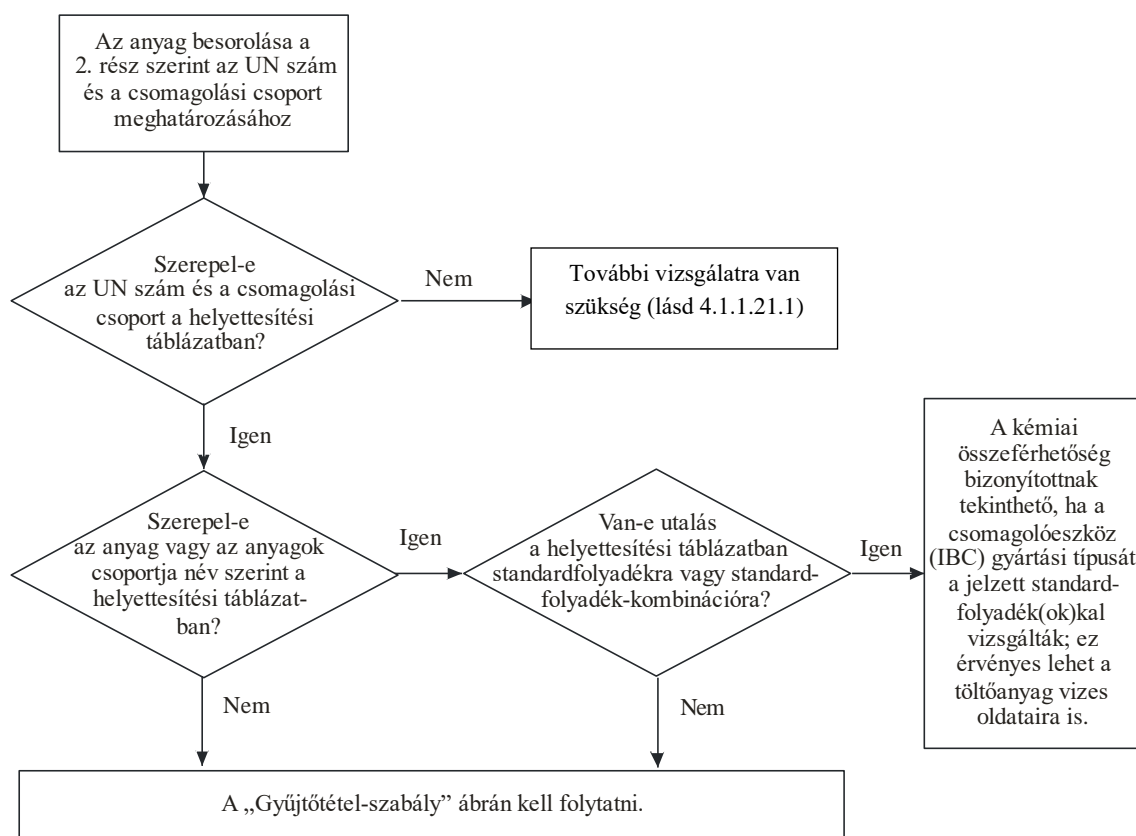 Az anyag besorolása a
2. rész szerint az UN szám
és a csomagolási csoport
meghatározásához
Szerepel-e
az UN szám és a csomagolási
csoport a helyettesítési
táblázatban?
Nem
További vizsgálatra van
szükség (lásd 4.1.1.21.1)
Igen
Szerepel-e
az anyag vagy az anyagok
csoportja név szerint a
helyettesítési táblázat-
ban?
Igen
Van-e utalás
a helyettesítési táblázatban
standardfolyadékra vagy standard-
folyadék-kombinációra?
Igen
A kémiai
összeférhetőség
bizonyítottnak
tekinthető, ha a
csomagolóeszköz
(IBC) gyártási típusát
a jelzett standard-
folyadék(ok)kal
vizsgálták; ez
érvényes lehet a
töltőanyag vizes
oldataira is.
Nem
Nem
A „Gyűjtőtétel-szabály” ábrán kell folytatni.